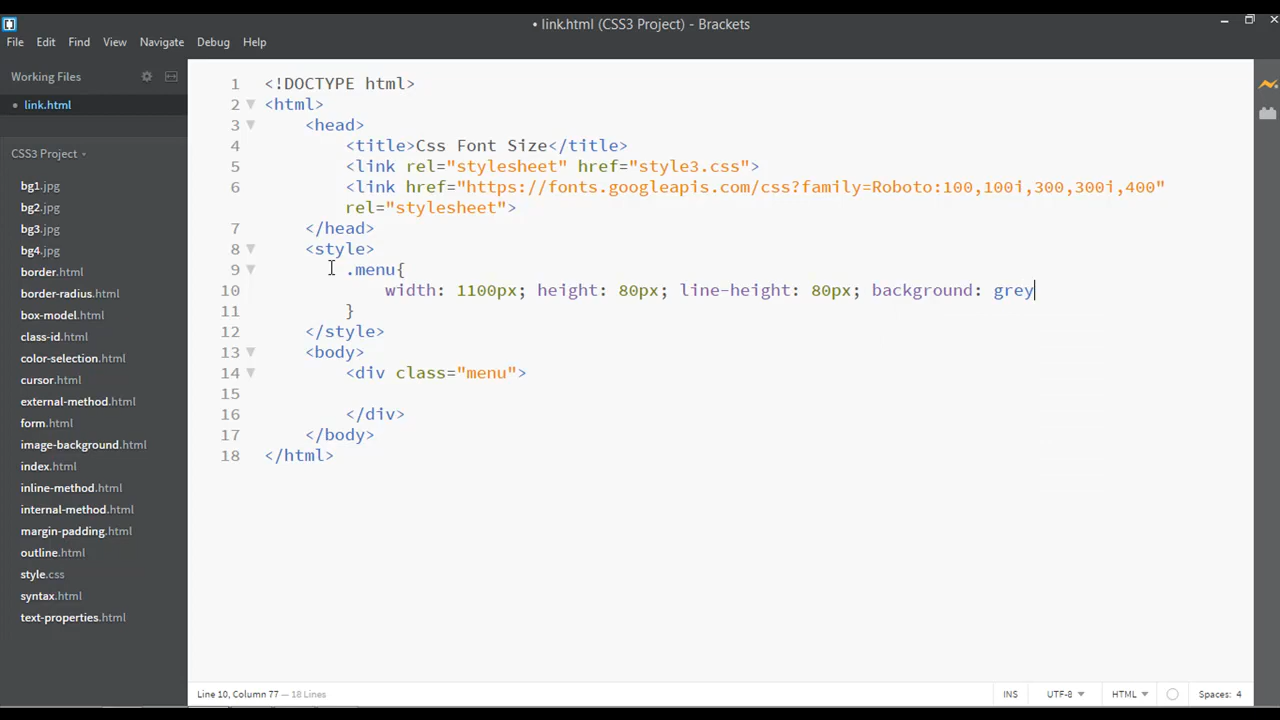 • link.html (CSS3 Project) - Brackets
File Edit Find View Navigate Debug Help
Working Files
• link.html
CSS3 Project
bg1.jpg
bg2.jpg
bg3.jpg
bg4.jpg
border.html
border-radius.html
box-model.html
class-id.html
color-selection.html
cursor.html
external-method.html
form.html
image-background.html
index.html
inline-method.html
internal-method.html
margin-padding.html
outline.html
style.css
syntax.html
text-properties.html
1 <!DOCTYPE html>
2 <html>
3 <head>
4 <title>Css Font Size</title>
5 <link rel="stylesheet" href="style3.css">
6 <link href="https://fonts.googleapis.com/css?family=Roboto:100,100i,300,300i,400"
rel="stylesheet">
7 </head>
8 <style>
9 .menu{
10 width: 1100px; height: 80px; line-height: 80px; background: grey
11 }
12 </style>
13 <body>
14 <div class="menu">
15
16 </div>
17 </body>
18 </html>
Line 10, Column 77 — 18 Lines
INS UTF-8 HTML Spaces: 4